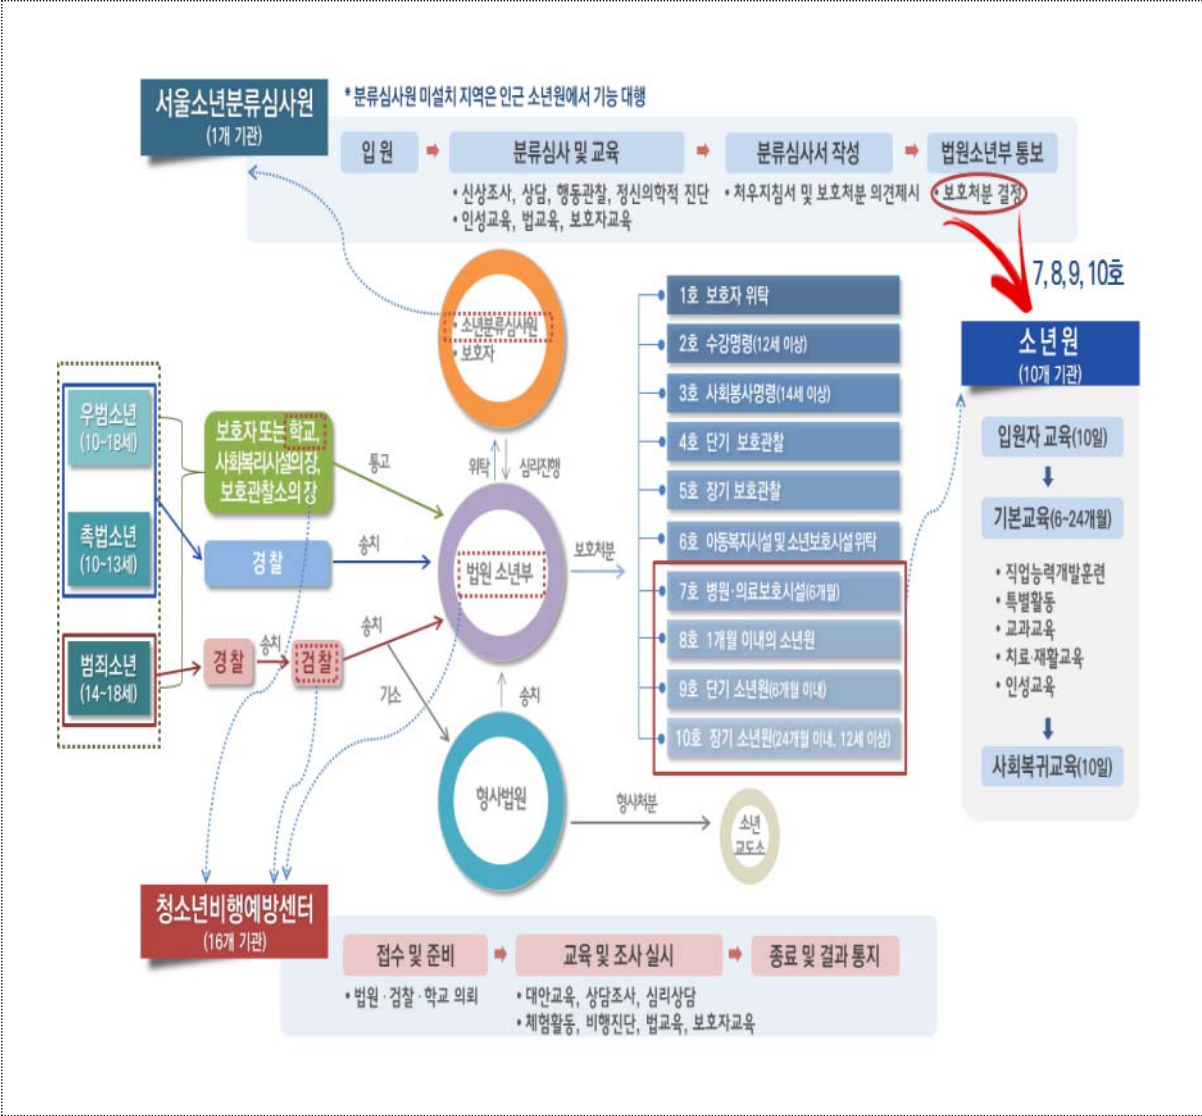 서울소년분류심사원
(1개 기관)
* 분류심사원 미설치 지역은 인근 소년원에서 기능 대행
입 원
분류심사 및 교육
• 신상조사, 상담, 행동관찰, 정신의학적 진단
• 인성교육, 법교육, 보호자교육
분류심사서 작성
• 처우지침서 및 보호처분 의견제시
법원소년부 통보
• 보호처분 결정
7, 8, 9, 10호
• 소년분류심사원
• 보호자
위탁
심리진행
우범소년
(10~18세)
촉법소년
(10~13세)
범죄소년
(14~18세)
보호자 또는 학교,
사회복리시설의 장,
보호관찰소의 장
통고
경찰
송치
경찰
송치
검찰
송치
기소
법원 소년부
송치
형사법원
보호처분
1호 보호자 위탁
2호 수강명령(12세 이상)
3호 사회봉사명령(14세 이상)
4호 단기 보호관찰
5호 장기 보호관찰
6호 아동복지시설 및 소년보호시설 위탁
7호 병원·의료보호시설(6개월)
8호 1개월 이내의 소년원
9호 단기 소년원(6개월 이내)
10호 장기 소년원(24개월 이내, 12세 이상)
형사처분
소년
교도소
소년원
(10개 기관)
입원자 교육(10일)
기본교육(6~24개월)
• 직업능력개발훈련
• 특별활동
• 교과교육
• 치료·재활교육
• 인성교육
사회복귀교육(10일)
청소년비행예방센터
(16개 기관)
접수 및 준비
• 법원·검찰·학교 의뢰
교육 및 조사 실시
• 대안교육, 상담조사, 심리상담
• 체험활동, 비행진단, 법교육, 보호자교육
종료 및 결과 통지